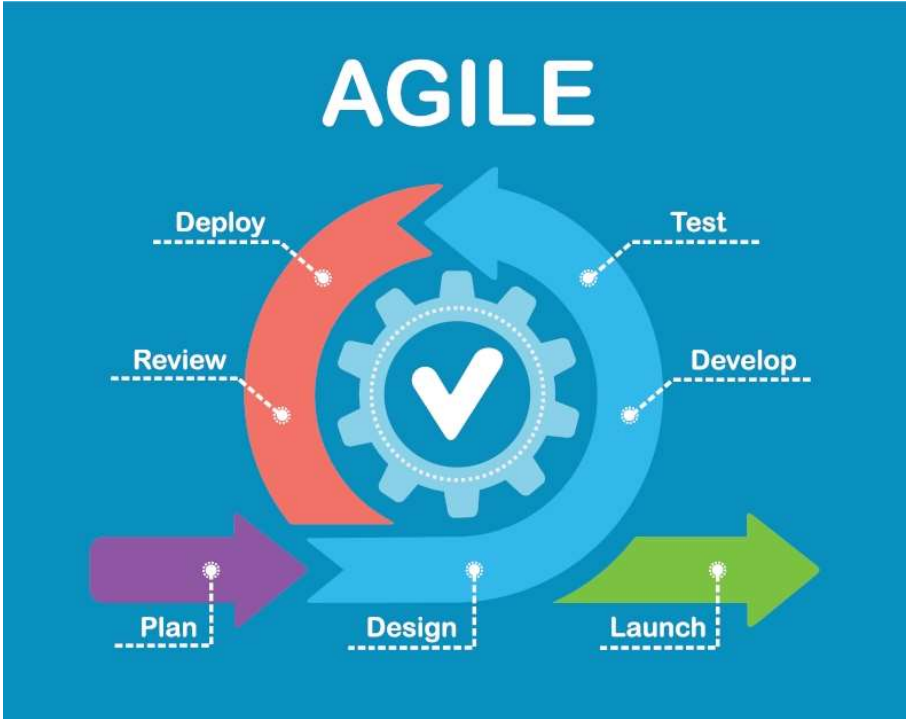 AGILE
Deploy
Test
Review
Develop
Plan
Design
Launch